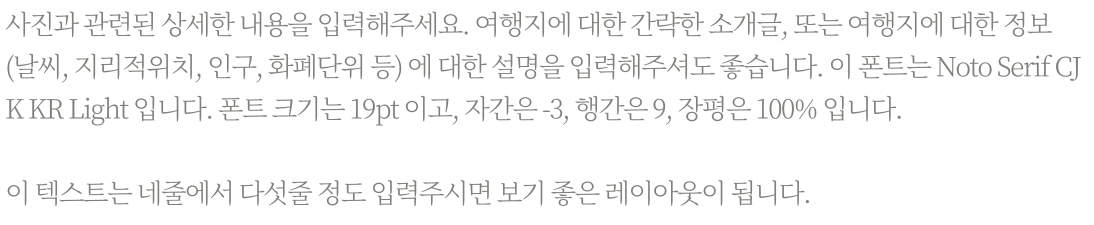 사진과 관련된 상세한 내용을 입력해주세요. 여행지에 대한 간략한 소개글, 또는 여행지에 대한 정보
(날씨, 지리적위치, 인구, 화폐단위 등) 에 대한 설명을 입력해주셔도 좋습니다. 이 폰트는 Noto Serif CJ
K KR Light 입니다. 폰트 크기는 19pt 이고, 자간은 -3, 행간은 9, 장평은 100% 입니다.
이 텍스트는 네줄에서 다섯줄 정도 입력주시면 보기 좋은 레이아웃이 됩니다.